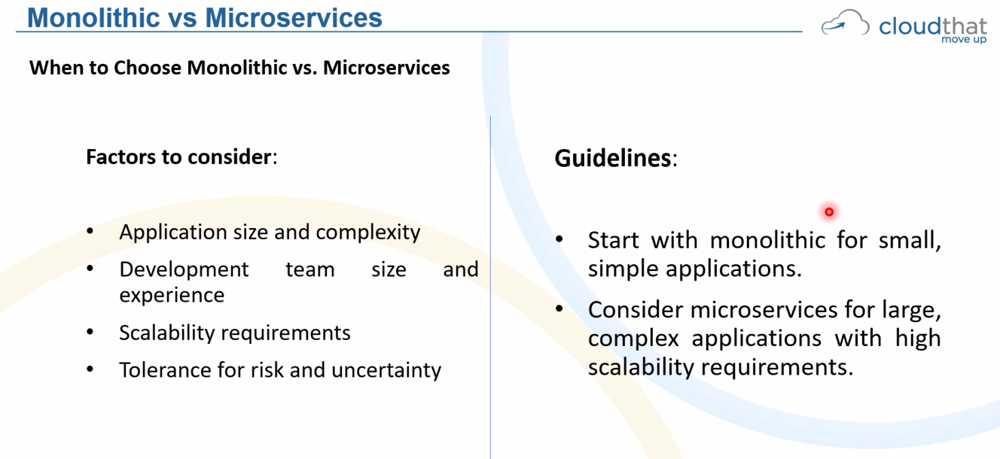 Monolithic vs Microservices
cloudthat
move up
When to Choose Monolithic vs. Microservices
Factors to consider:
• Application size and complexity
• Development team size and
experience
• Scalability requirements
• Tolerance for risk and uncertainty
Guidelines:
• Start with monolithic for small,
simple applications.
• Consider microservices for large,
complex applications with high
scalability requirements.